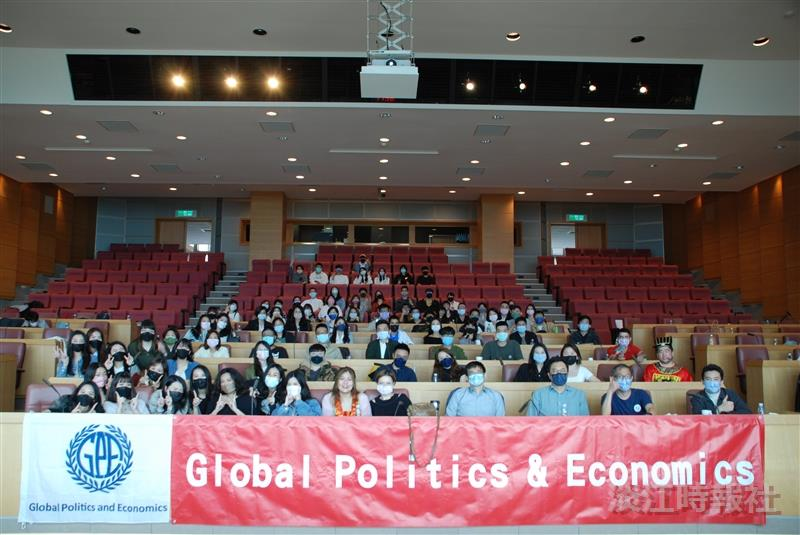 GPE
Global Politics and Economics
Global Politics & Economics
淡江時報社